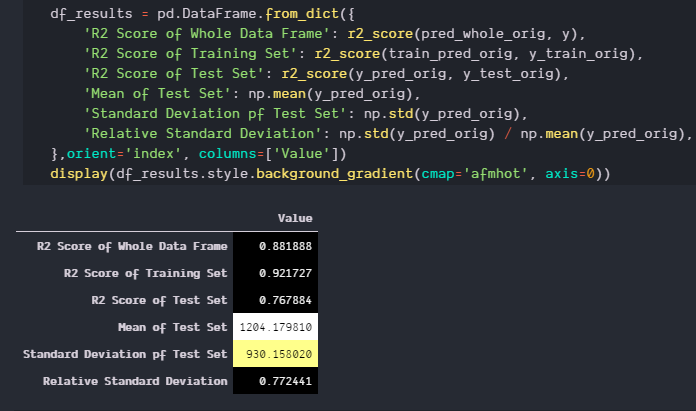 df_results = pd.DataFrame.from_dict({
'R2 Score of Whole Data Frame': r2_score(pred_whole_orig, y),
'R2 Score of Training Set': r2_score(train_pred_orig, y_train_orig),
'R2 Score of Test Set': r2_score(y_pred_orig, y_test_orig),
'Mean of Test Set': np.mean(y_pred_orig),
'Standard Deviation pf Test Set': np.std(y_pred_orig),
'Relative Standard Deviation': np.std(y_pred_orig) / np.mean(y_pred_orig),
},orient='index', columns=['Value'])
display(df_results.style.background_gradient(cmap='afmhot', axis=0))
Value
R2 Score of Whole Data Frame 0.881888
R2 Score of Training Set 0.921727
R2 Score of Test Set 0.767884
Mean of Test Set 1204.179810
Standard Deviation pf Test Set 930.158020
Relative Standard Deviation 0.772441